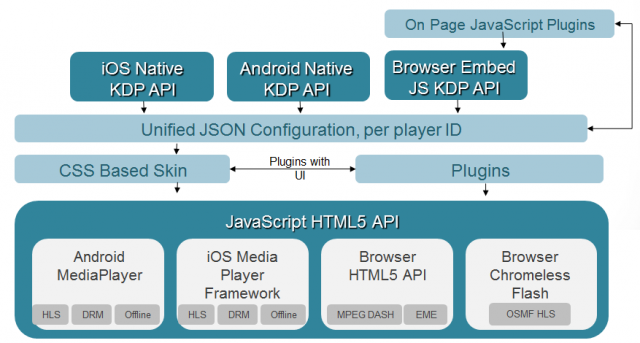 On Page JavaScript Plugins
iOS Native
KDP API
Android Native
KDP API
Browser Embed
JS KDP API
Unified JSON Configuration, per player ID
CSS Based Skin
Plugins with
UI
Plugins
JavaScript HTML5 API
Android
MediaPlayer
HLS
DRM
Offline
iOS Media
Player
Framework
HLS
DRM
Offline
Browser
HTML5 API
MPEG DASH
EME
Browser
Chromeless
Flash
OSMF HLS